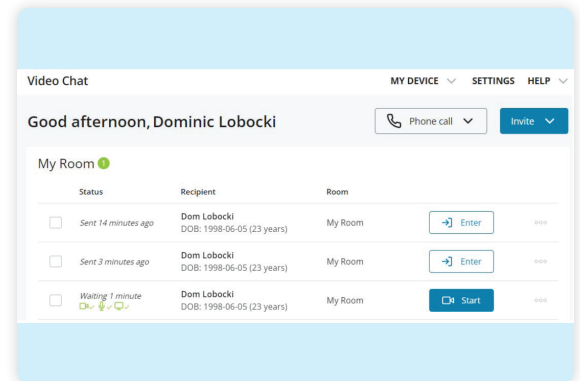 Video Chat MY DEVICE SETTINGS HELP
Good afternoon, Dominic Lobocki Phone call Invite
My Room 1
Status Recipient Room
Sent 14 minutes ago Dom Lobocki My Room Enter
DOB: 1998-06-05 (23 years)
Sent 3 minutes ago Dom Lobocki My Room Enter
DOB: 1998-06-05 (23 years)
Waiting 1 minute Dom Lobocki My Room Start
DOB: 1998-06-05 (23 years)